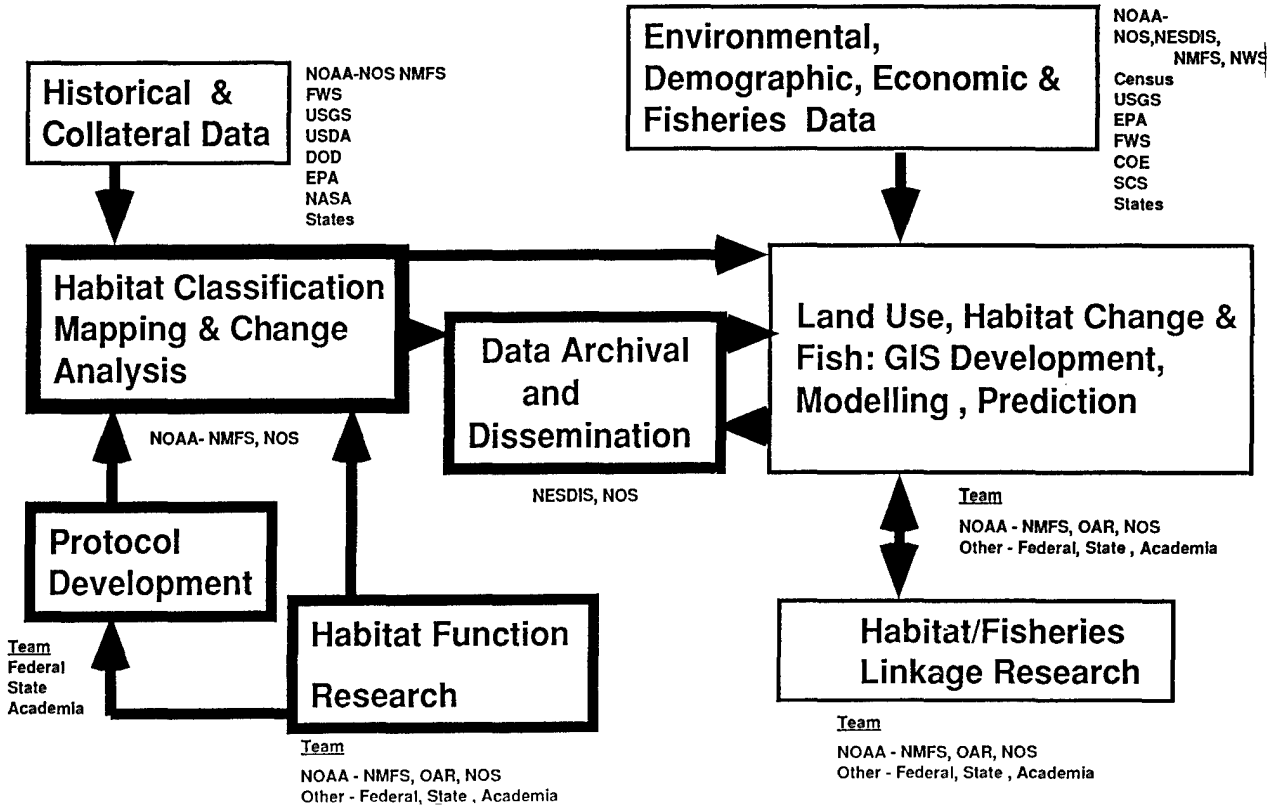 Historical &
Collateral Data
NOAA-NOS NMFS
FWS
USGS
USDA
DOD
EPA
NASA
States
Environmental,
Demographic, Economic &
Fisheries Data
NOAA-
NOS,NESDIS,
NMFS, NWS
Census
USGS
EPA
FWS
COE
SCS
States
Habitat Classification
Mapping & Change
Analysis
NOAA- NMFS, NOS
Data Archival
and
Dissemination
NESDIS, NOS
Land Use, Habitat Change &
Fish: GIS Development,
Modelling , Prediction
Team
NOAA - NMFS, OAR, NOS
Other - Federal, State , Academia
Protocol
Development
Team
Federal
State
Academia
Habitat Function
Research
Team
NOAA - NMFS, OAR, NOS
Other - Federal, State , Academia
Habitat/Fisheries
Linkage Research
Team
NOAA - NMFS, OAR, NOS
Other - Federal, State , Academia